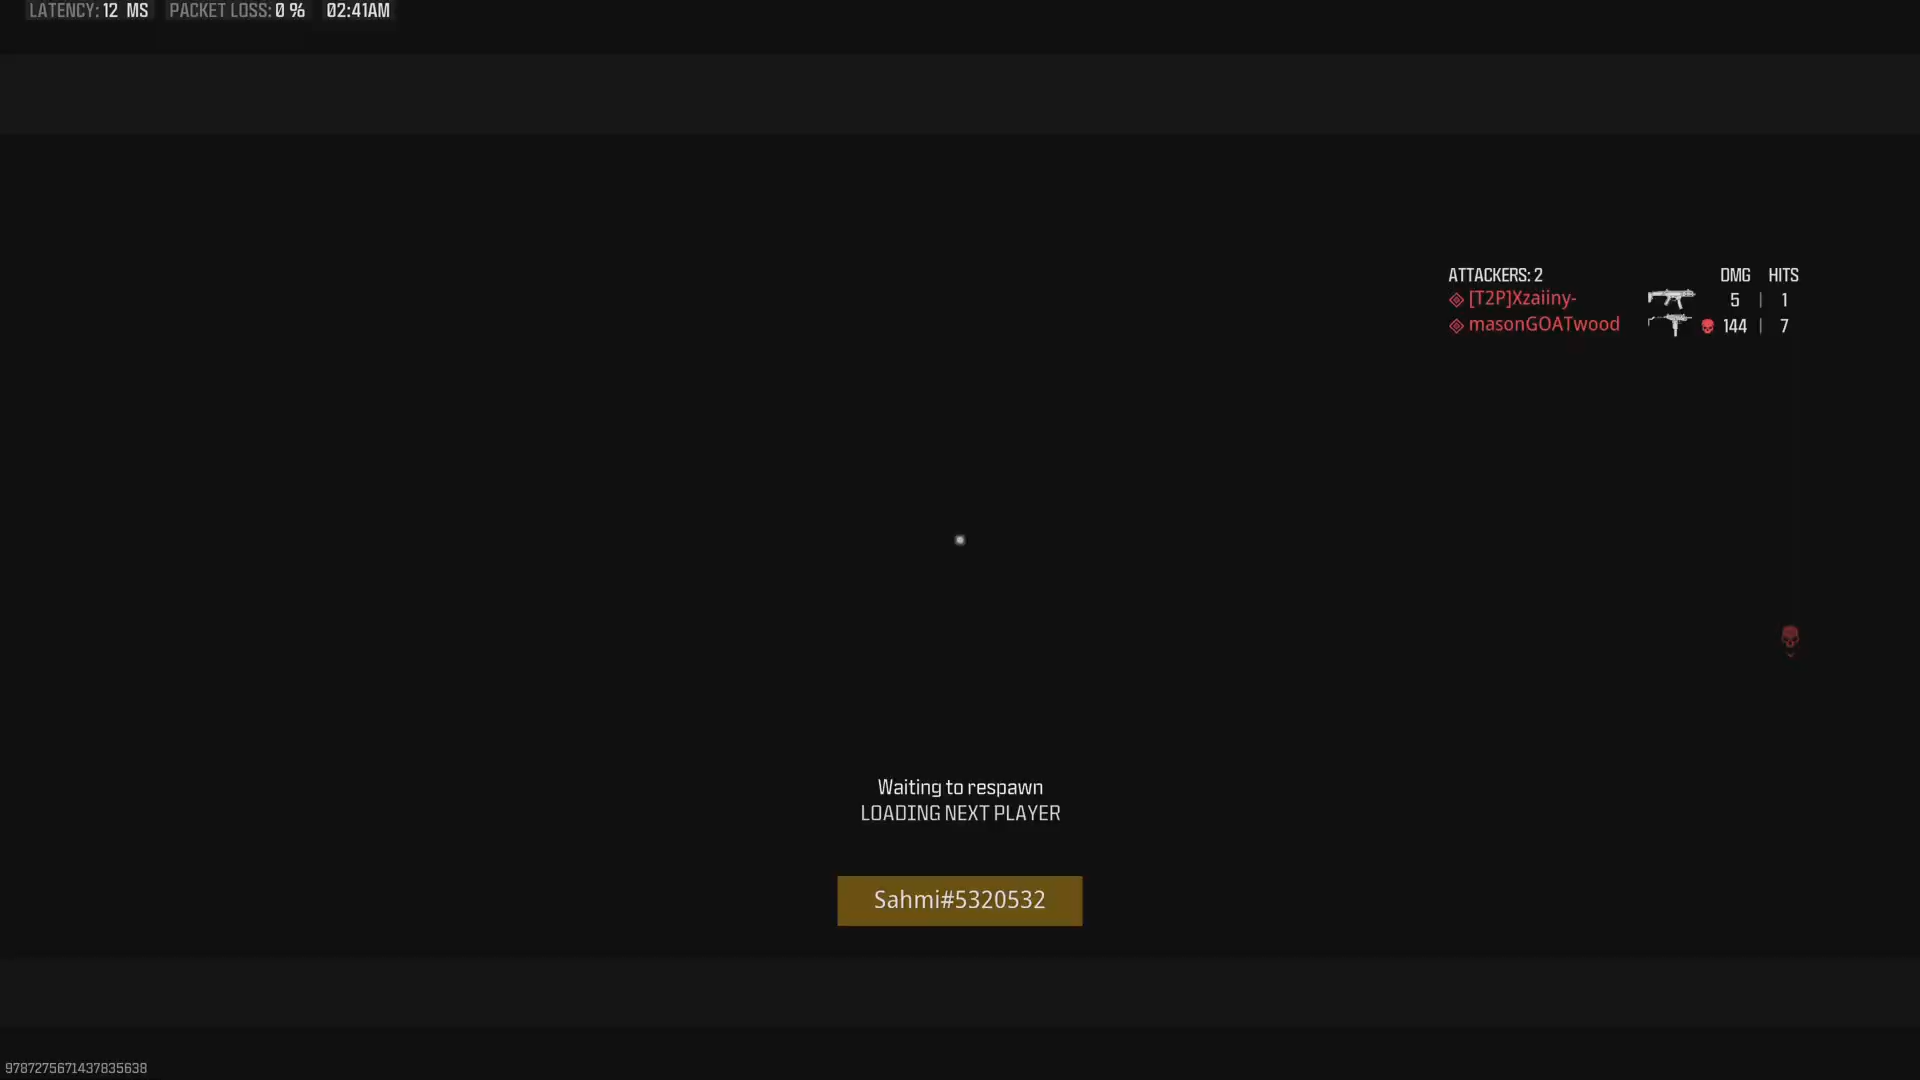 LATENCY: 12 MS PACKET LOSS: 0 % 02:41AM
ATTACKERS: 2 DMG HITS
[T2P]Xzaiiny- 5 | 1
masonGOATwood 144 | 7
Waiting to respawn
LOADING NEXT PLAYER
Sahmi#5320532
9787275671437835638